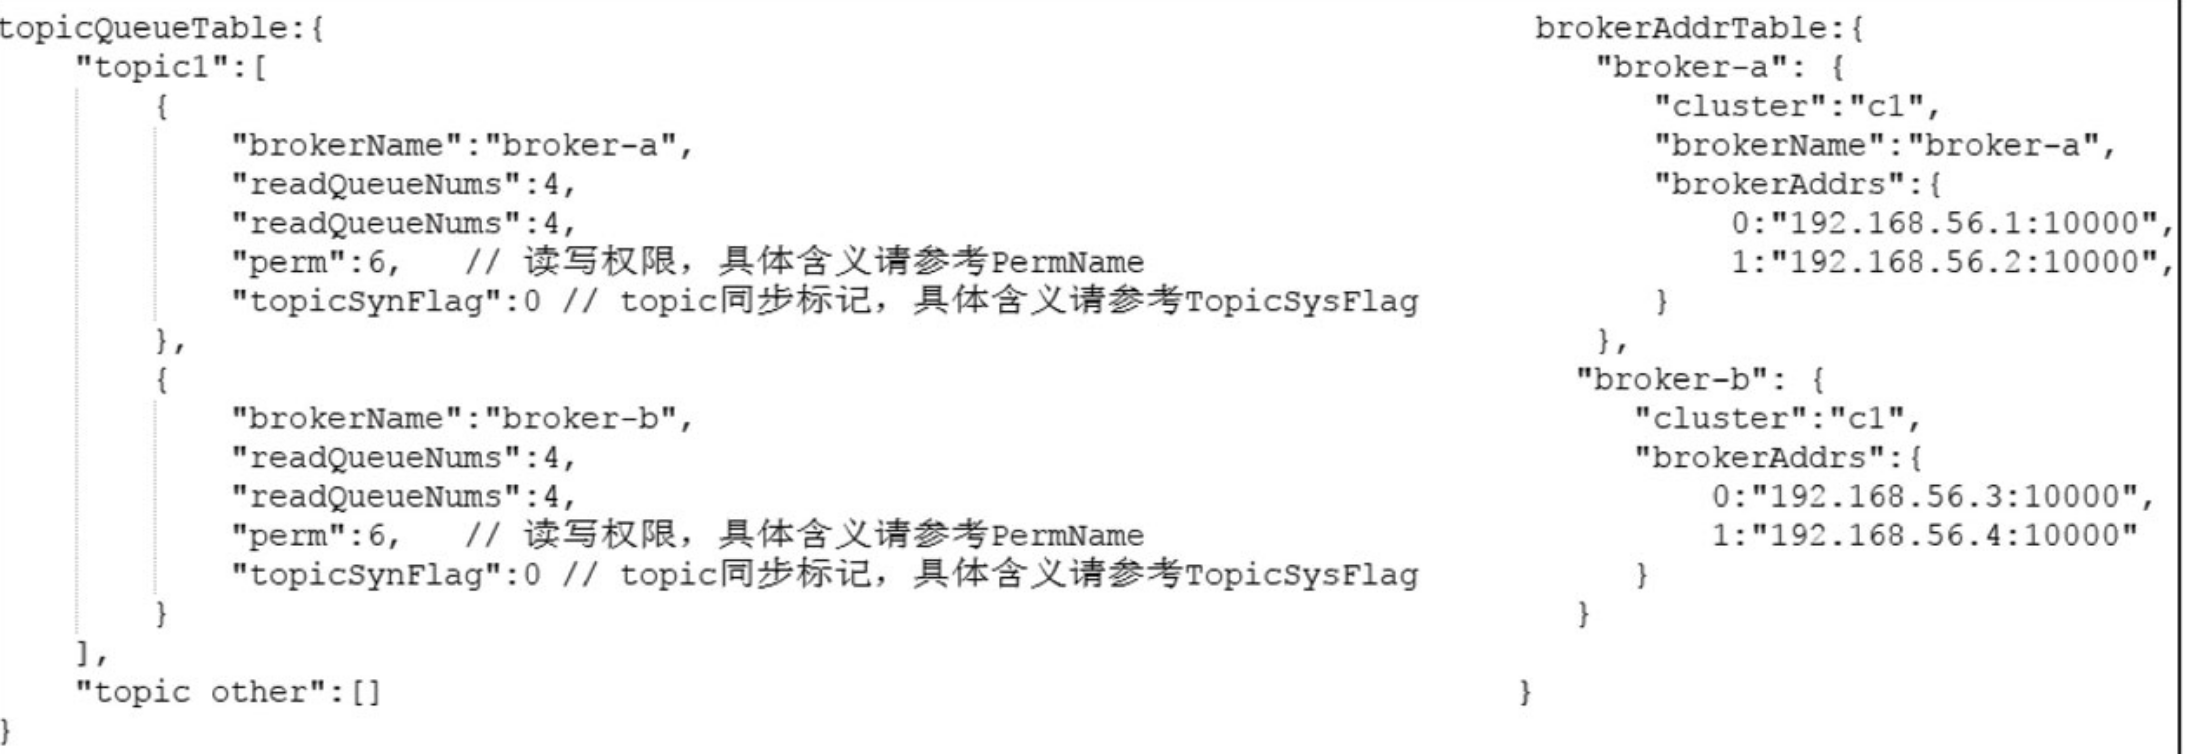 topicQueueTable:{
"topic1":[
{
"brokerName":"broker-a",
"readQueueNums":4,
"readQueueNums":4,
"perm":6,   // 读写权限，具体含义请参考PermName
"topicSynFlag":0 // topic同步标记，具体含义请参考TopicSysFlag
},
{
"brokerName":"broker-b",
"readQueueNums":4,
"readQueueNums":4,
"perm":6,   // 读写权限，具体含义请参考PermName
"topicSynFlag":0 // topic同步标记，具体含义请参考TopicSysFlag
}
],
"topic other":[]
}
brokerAddrTable:{
"broker-a": {
"cluster":"c1",
"brokerName":"broker-a",
"brokerAddrs":{
0:"192.168.56.1:10000",
1:"192.168.56.2:10000",
}
},
"broker-b": {
"cluster":"c1",
"brokerAddrs":{
0:"192.168.56.3:10000",
1:"192.168.56.4:10000"
}
}
}